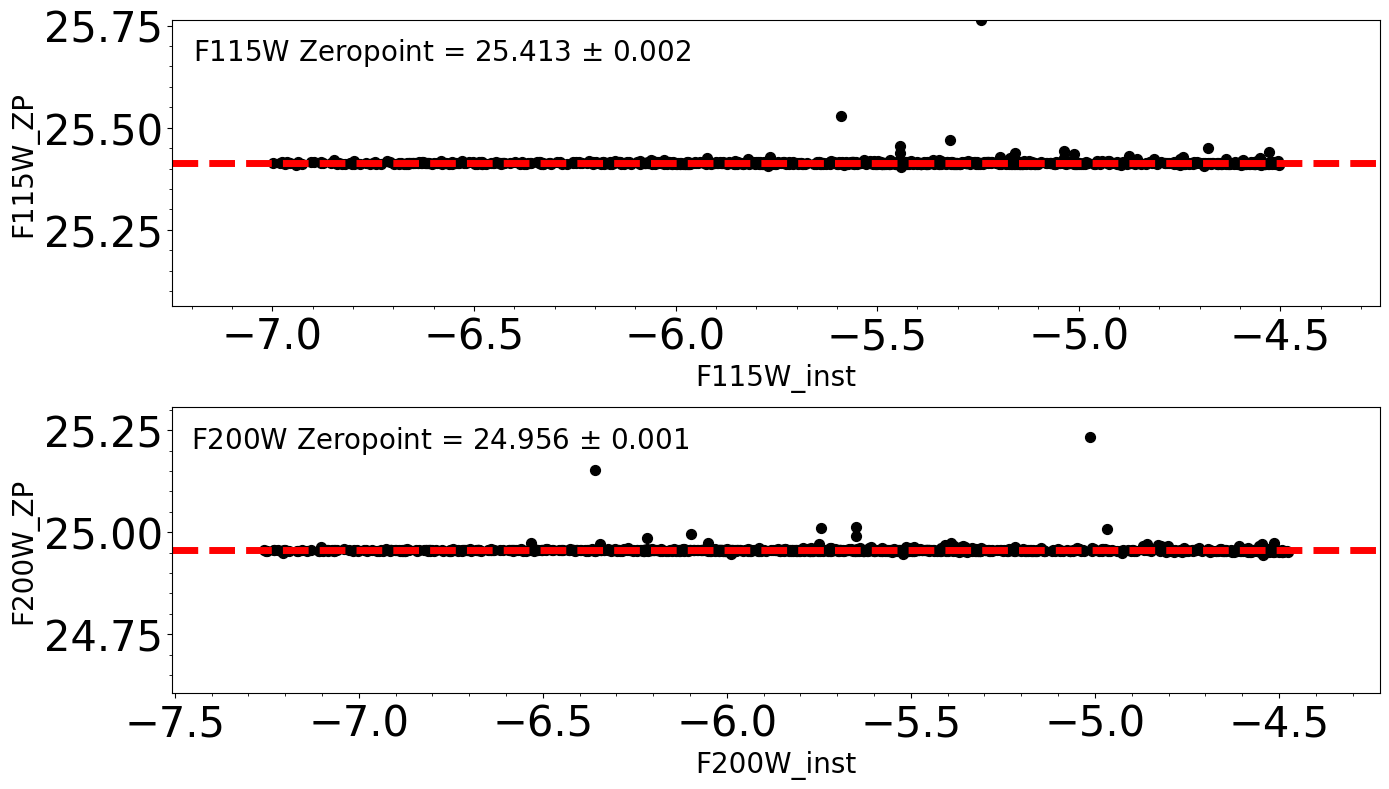 F115W Zeropoint = 25.413 ± 0.002
25.75
25.50
25.25
F115W_ZP
−7.0 −6.5 −6.0 −5.5 −5.0 −4.5
F115W_inst
F200W Zeropoint = 24.956 ± 0.001
25.25
25.00
24.75
F200W_ZP
−7.5 −7.0 −6.5 −6.0 −5.5 −5.0 −4.5
F200W_inst